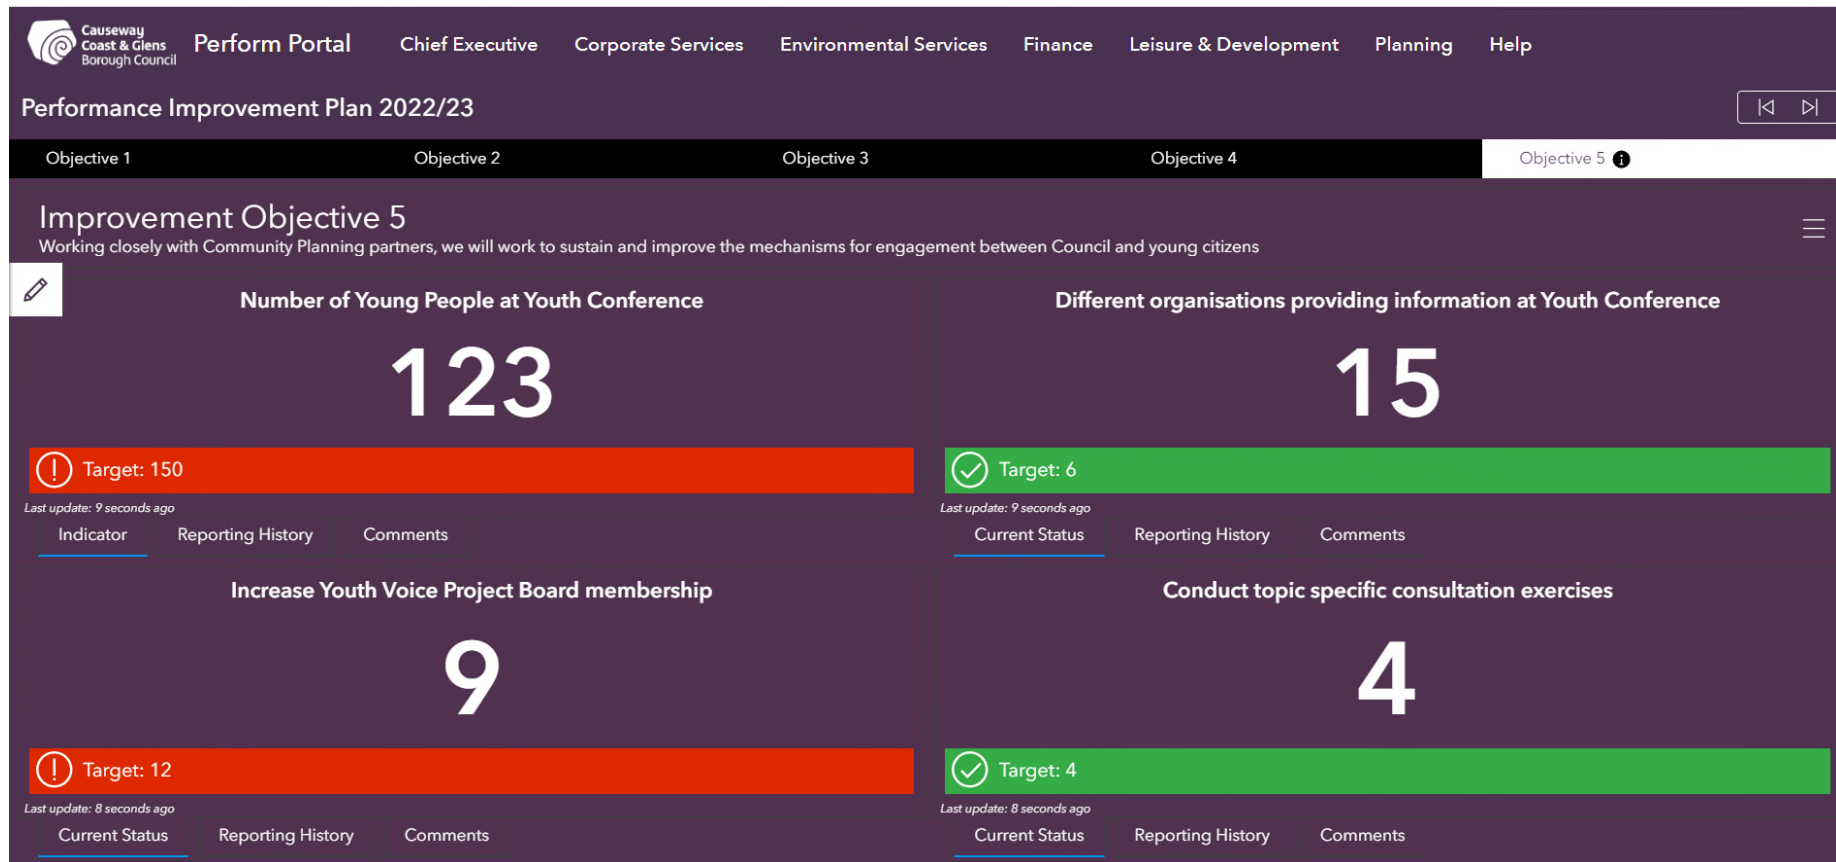 Causeway
Coast & Glens
Borough Council
Perform Portal
Chief Executive
Corporate Services
Environmental Services
Finance
Leisure & Development
Planning
Help
Performance Improvement Plan 2022/23
Objective 1
Objective 2
Objective 3
Objective 4
Objective 5
Improvement Objective 5
Working closely with Community Planning partners, we will work to sustain and improve the mechanisms for engagement between Council and young citizens
Number of Young People at Youth Conference
123
Target: 150
Last update: 9 seconds ago
Indicator
Reporting History
Comments
Different organisations providing information at Youth Conference
15
Target: 6
Last update: 9 seconds ago
Current Status
Reporting History
Comments
Increase Youth Voice Project Board membership
9
Target: 12
Last update: 8 seconds ago
Current Status
Reporting History
Comments
Conduct topic specific consultation exercises
4
Target: 4
Last update: 8 seconds ago
Current Status
Reporting History
Comments